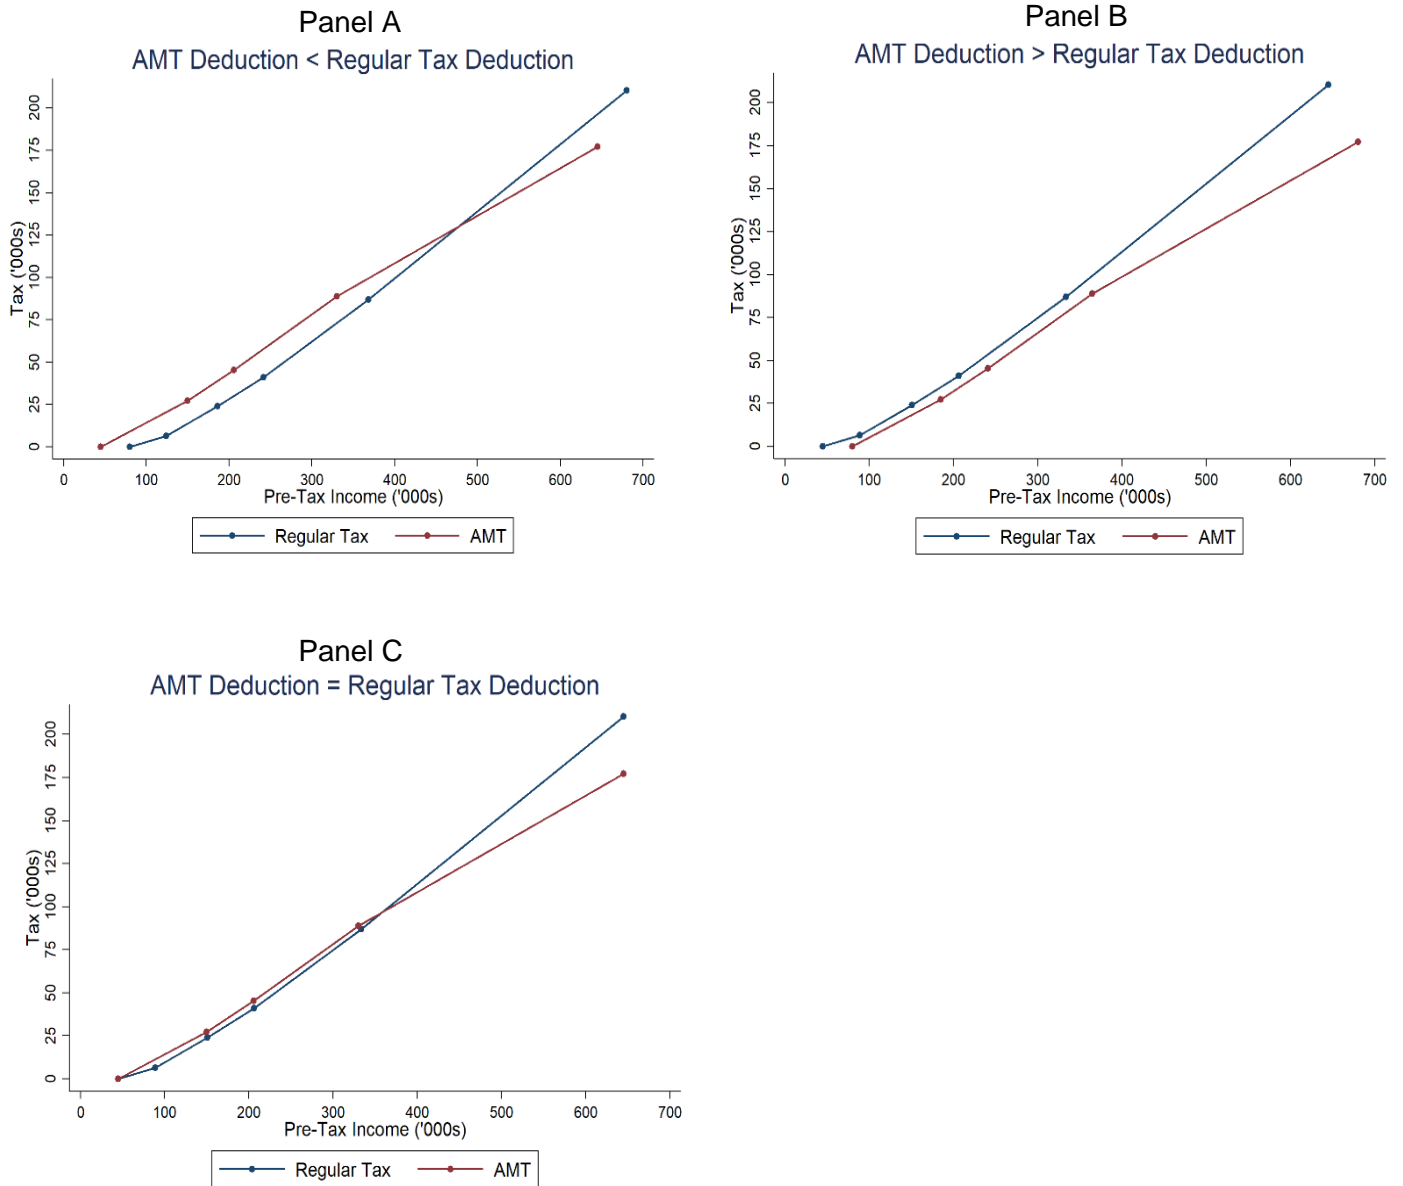 Panel A
AMT Deduction < Regular Tax Deduction
Tax ('000s)
200
175
150
125
100
75
50
25
0
0 100 200 300 400 500 600 700
Pre-Tax Income ('000s)
Regular Tax AMT
Panel B
AMT Deduction > Regular Tax Deduction
Tax ('000s)
200
175
150
125
100
75
50
25
0
0 100 200 300 400 500 600 700
Pre-Tax Income ('000s)
Regular Tax AMT
Panel C
AMT Deduction = Regular Tax Deduction
Tax ('000s)
200
175
150
125
100
75
50
25
0
0 100 200 300 400 500 600 700
Pre-Tax Income ('000s)
Regular Tax AMT